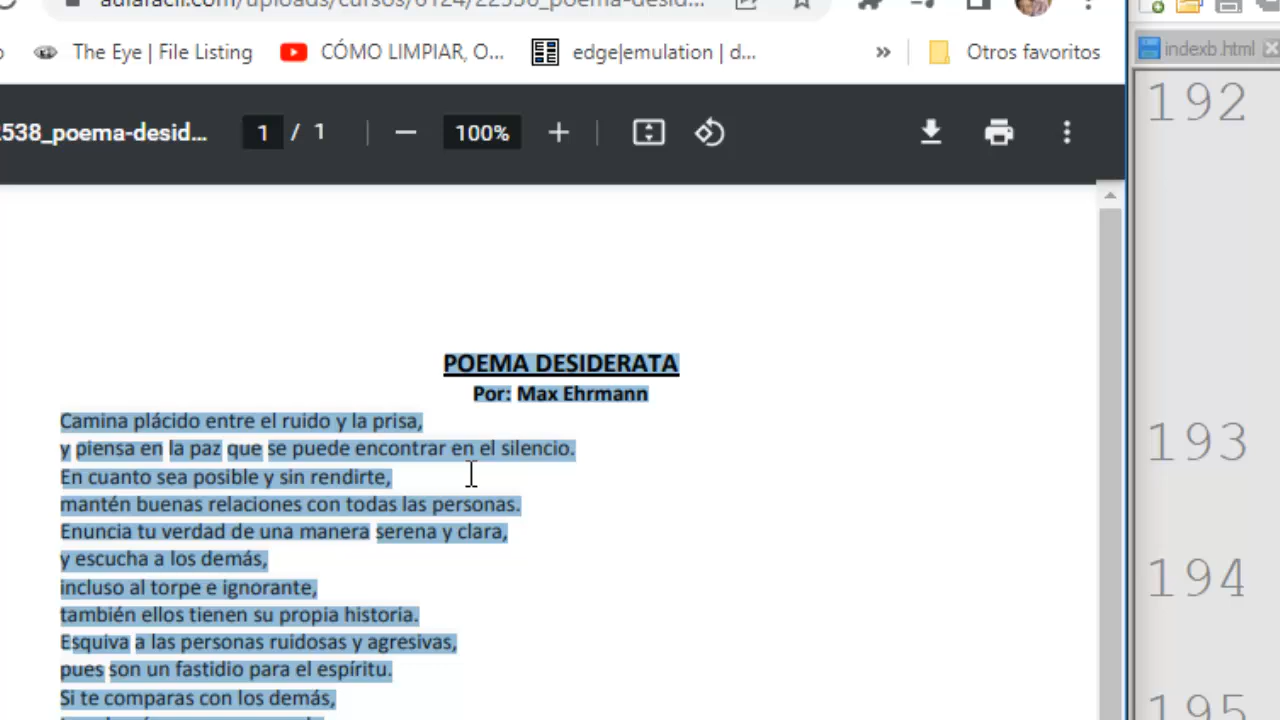 The Eye | File Listing
CÓMO LIMPIAR, O...
edge|emulation | d...
»
Otros favoritos
indexb.html
538_poema-desid...
1 / 1
100%
192
193
194
195
POEMA DESIDERATA
Por: Max Ehrmann
Camina plácido entre el ruido y la prisa,
y piensa en la paz que se puede encontrar en el silencio.
En cuanto sea posible y sin rendirte,
mantén buenas relaciones con todas las personas.
Enuncia tu verdad de una manera serena y clara,
y escucha a los demás,
incluso al torpe e ignorante,
también ellos tienen su propia historia.
Esquiva a las personas ruidosas y agresivas,
pues son un fastidio para el espíritu.
Si te comparas con los demás,